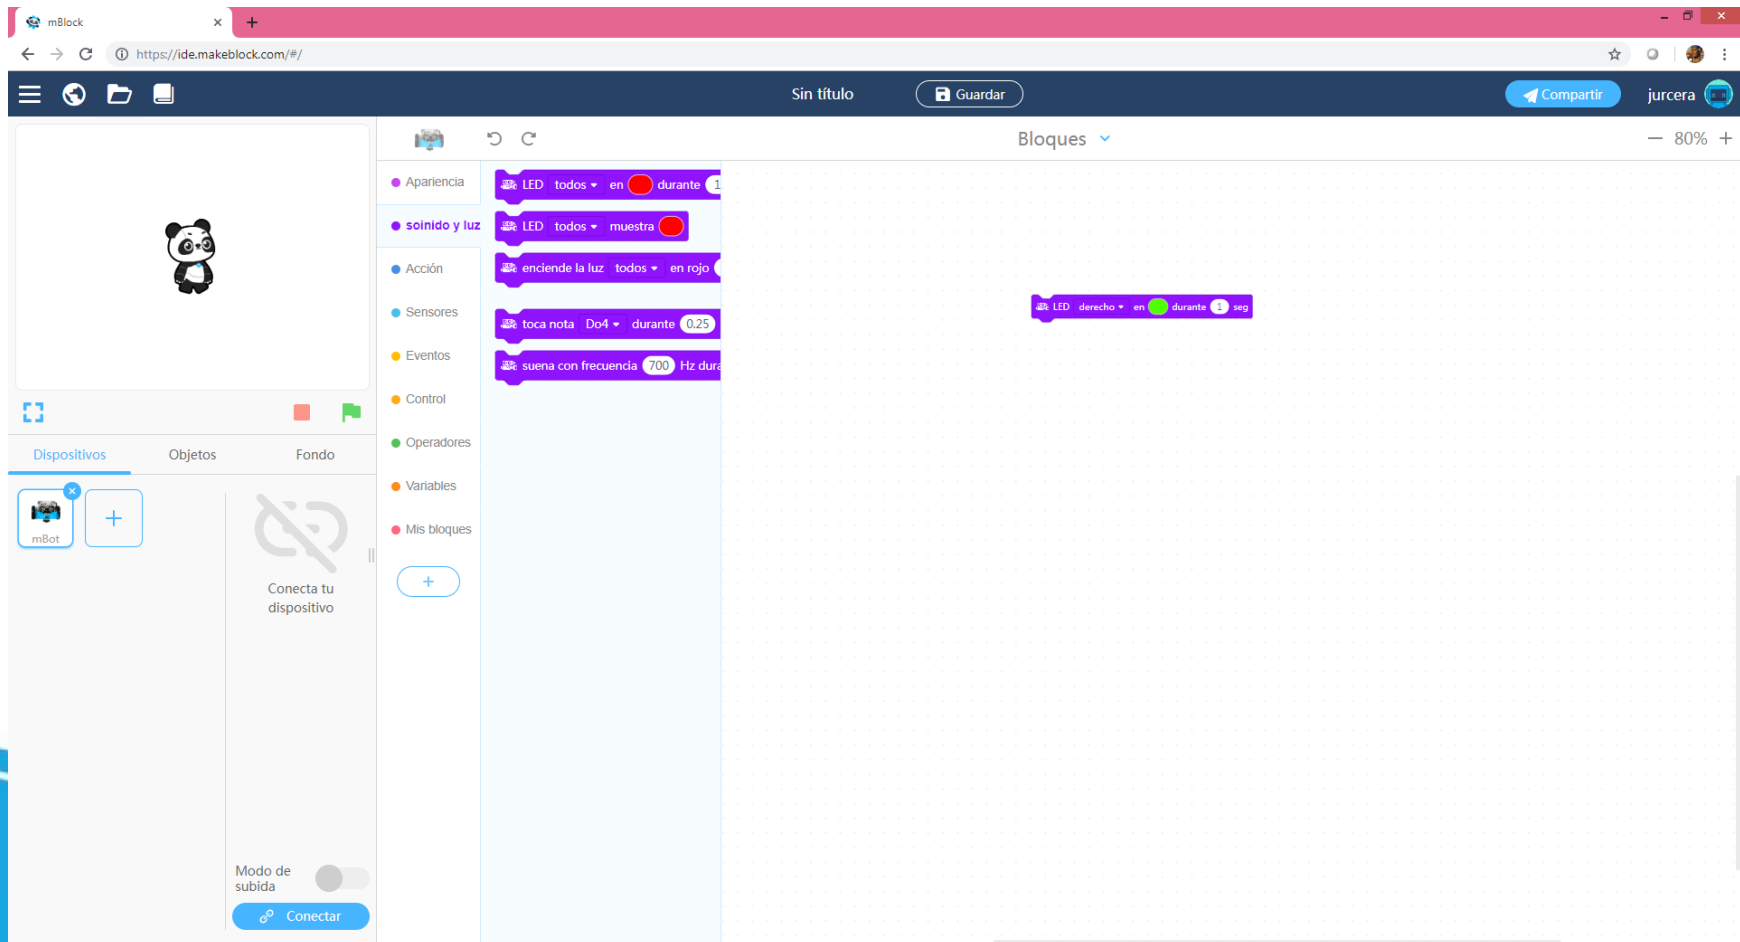 mBlock
https://ide.makeblock.com/#/
Sin título
Guardar
Compartir
jurcera
Bloques
80%
Apariencia
soinido y luz
Acción
Sensores
Eventos
Control
Operadores
Variables
Mis bloques
LED todos en durante 1
LED todos muestra
enciende la luz todos en rojo
toca nota Do4 durante 0.25
suena con frecuencia 700 Hz dura
LED derecho en durante 1 seg
Dispositivos Objetos Fondo
mBot
Conecta tu
dispositivo
Modo de
subida
Conectar